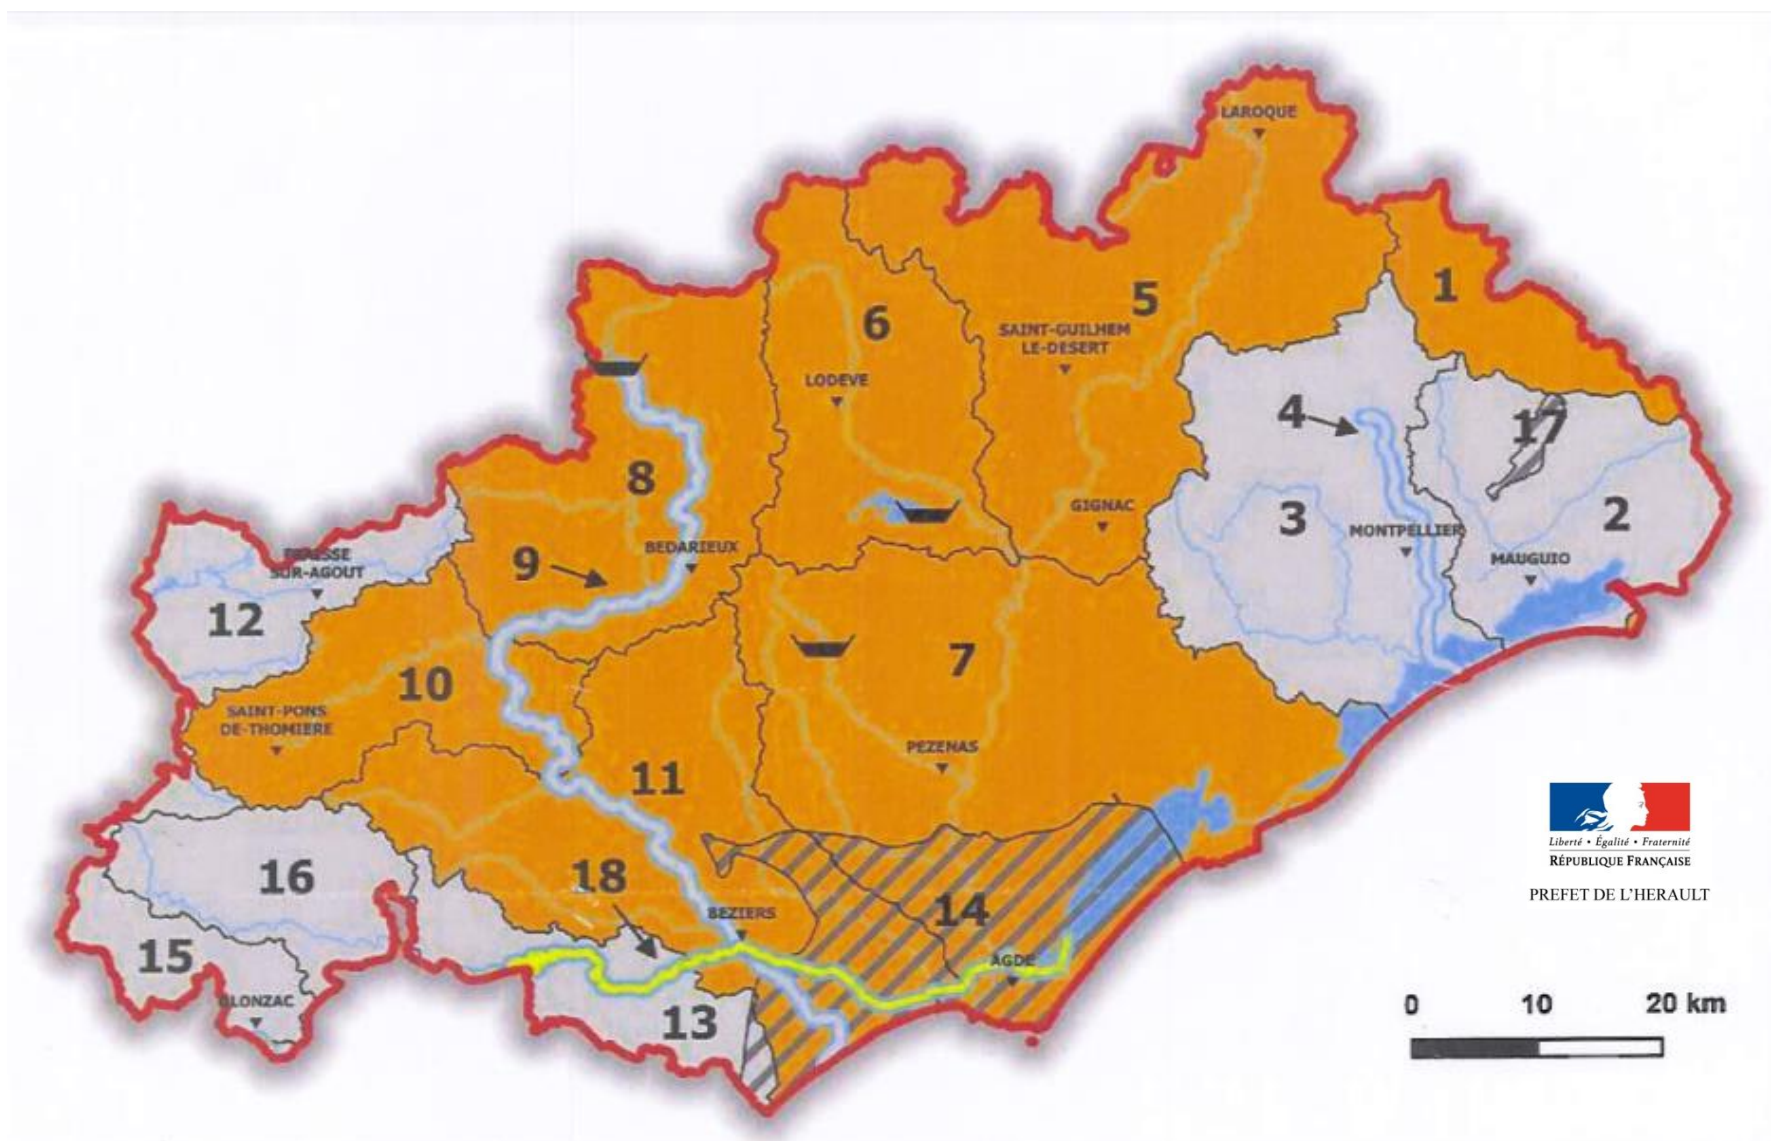 LAROQUE
1
5
6
SAINT-GUILHEM
LE-DESERT
LODEVE
4
17
8
GIGNAC
3
2
MONTPELLIER
BEDARIEUX
MAUGUIO
9
SUR-AGOUT
12
7
10
SAINT-PONS
DE-THOMIERE
PEZENAS
11
Liberté • Égalité • Fraternité
RÉPUBLIQUE FRANÇAISE
PREFET DE L'HERAULT
16
18
14
BEZIERS
15
AGDE
13
0 10 20 km